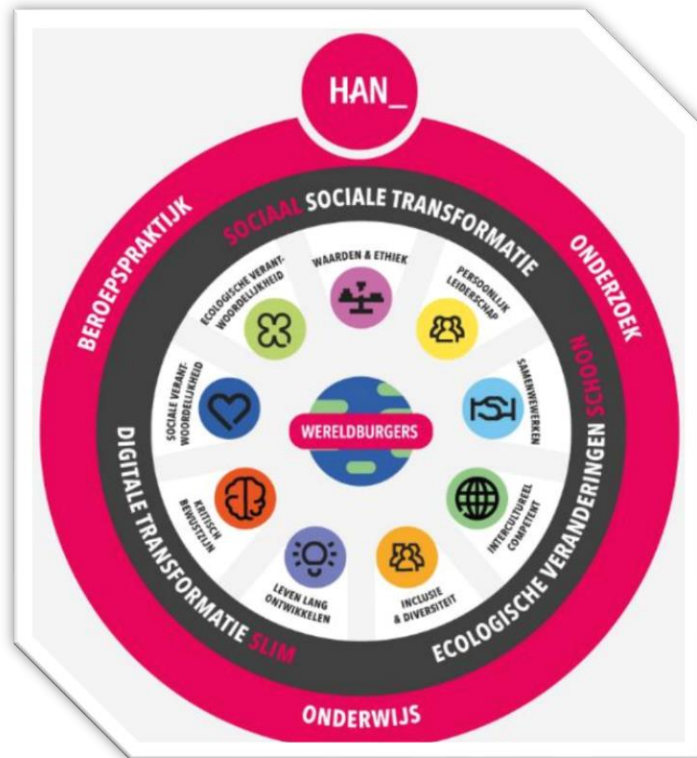 HAN_
BEROEPSPRAKTIJK
ONDERZOEK
ONDERWIJS
SOCIAAL SOCIALE TRANSFORMATIE
ECOLOGISCHE VERANDERINGEN SCHOON
DIGITALE TRANSFORMATIE SLIM
WAARDEN & ETHIEK
PERSOONLIJK
LEIDERSCHAP
SAMENWEWERKEN
INTERCULTUREEL
COMPETENT
INCLUSIE
& DIVERSITEIT
LEVEN LANG
ONTWIKKELEN
KRITISCH
BEWUSTZIJN
SOCIALE VERANT-
WOORDELIJKHEID
ECOLOGISCHE VERANT-
WOORDELIJKHEID
WERELDBURGERS